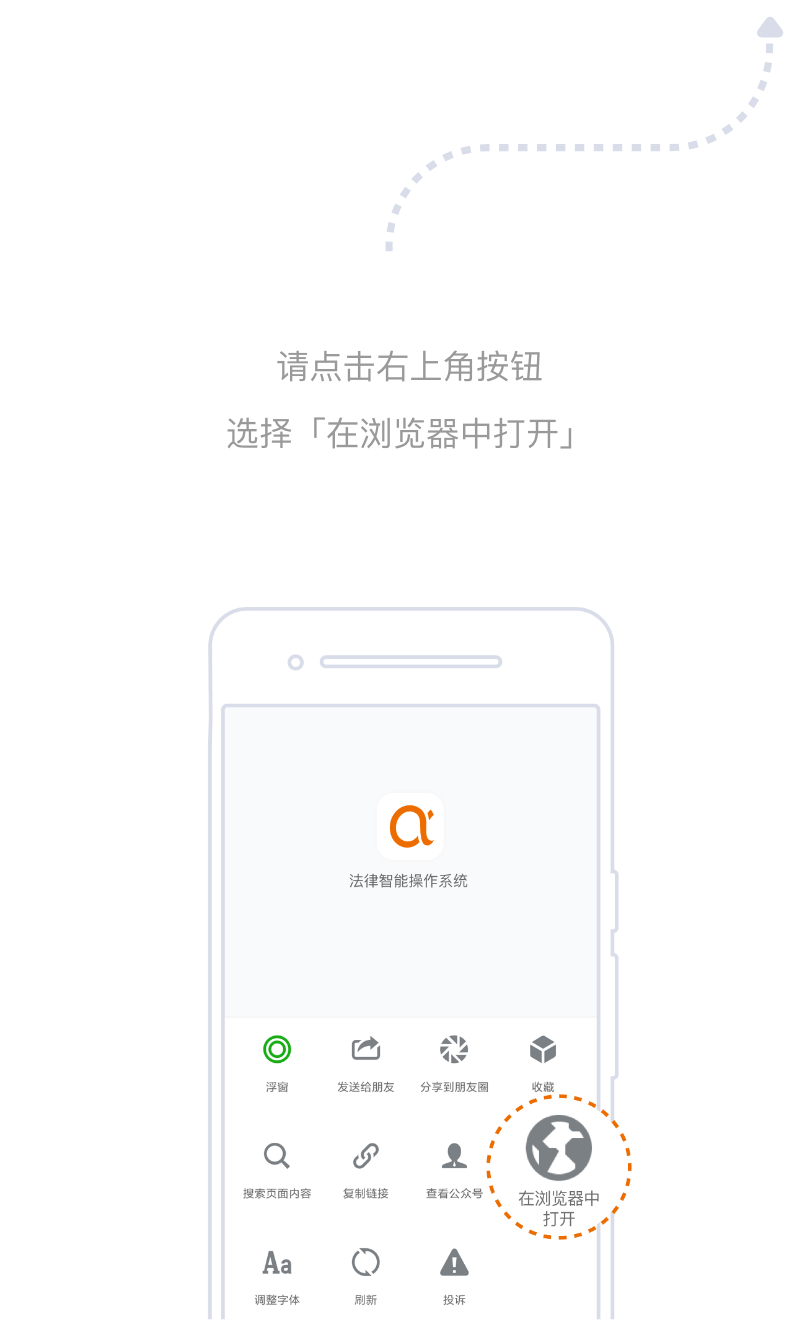 请点击右上角按钮
选择「在浏览器中打开」
法律智能操作系统
浮窗
发送给朋友
分享到朋友圈
收藏
搜索页面内容
复制链接
查看公众号
在浏览器中
打开
Aa
调整字体
刷新
投诉